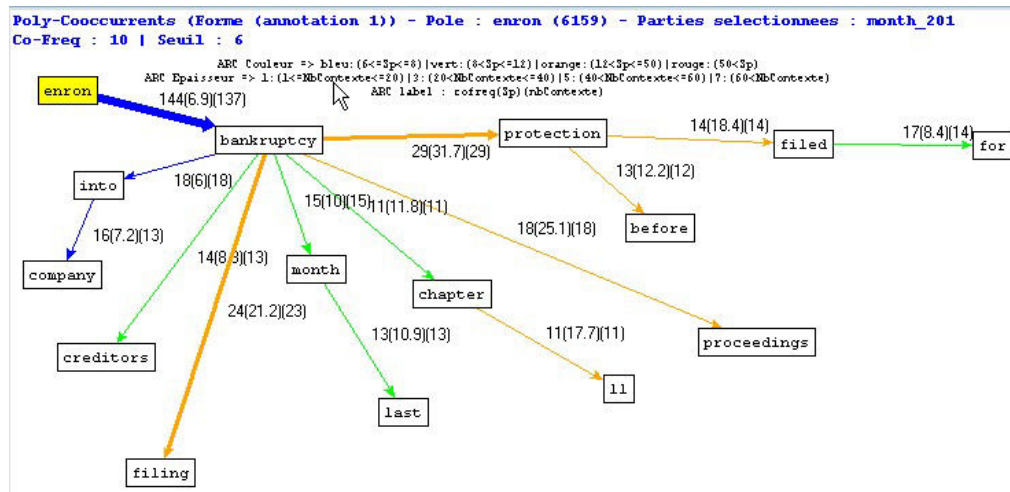 Poly-Cooccurrents (Forme (annotation 1)) - Pole : enron (6159) - Parties selectionnees : month_201
Co-Freq : 10 | Seuil : 6
ARC Couleur => bleu:(6<=Sp<=8)|vert:(8<Sp<=12)|orange:(12<Sp<=50)|rouge:(50<Sp)
ARC Epaisseur => 1:(1<=NbContexte<=20)|3:(20<NbContexte<=40)|5:(40<NbContexte<=60)|7:(60<NbContexte)
ARC label : cofreq(Sp)(nbContexte)
enron
144(6.9)(137)
bankruptcy
29(31.7)(29)
protection
14(18.4)(14)
filed
17(8.4)(14)
for
into
18(6)(18)
15(10)(15)
11(11.8)(11)
13(12.2)(12)
before
16(7.2)(13)
18(25.1)(18)
company
14(8.3)(13)
month
chapter
24(21.2)(23)
13(10.9)(13)
11(17.7)(11)
proceedings
creditors
11
last
filing